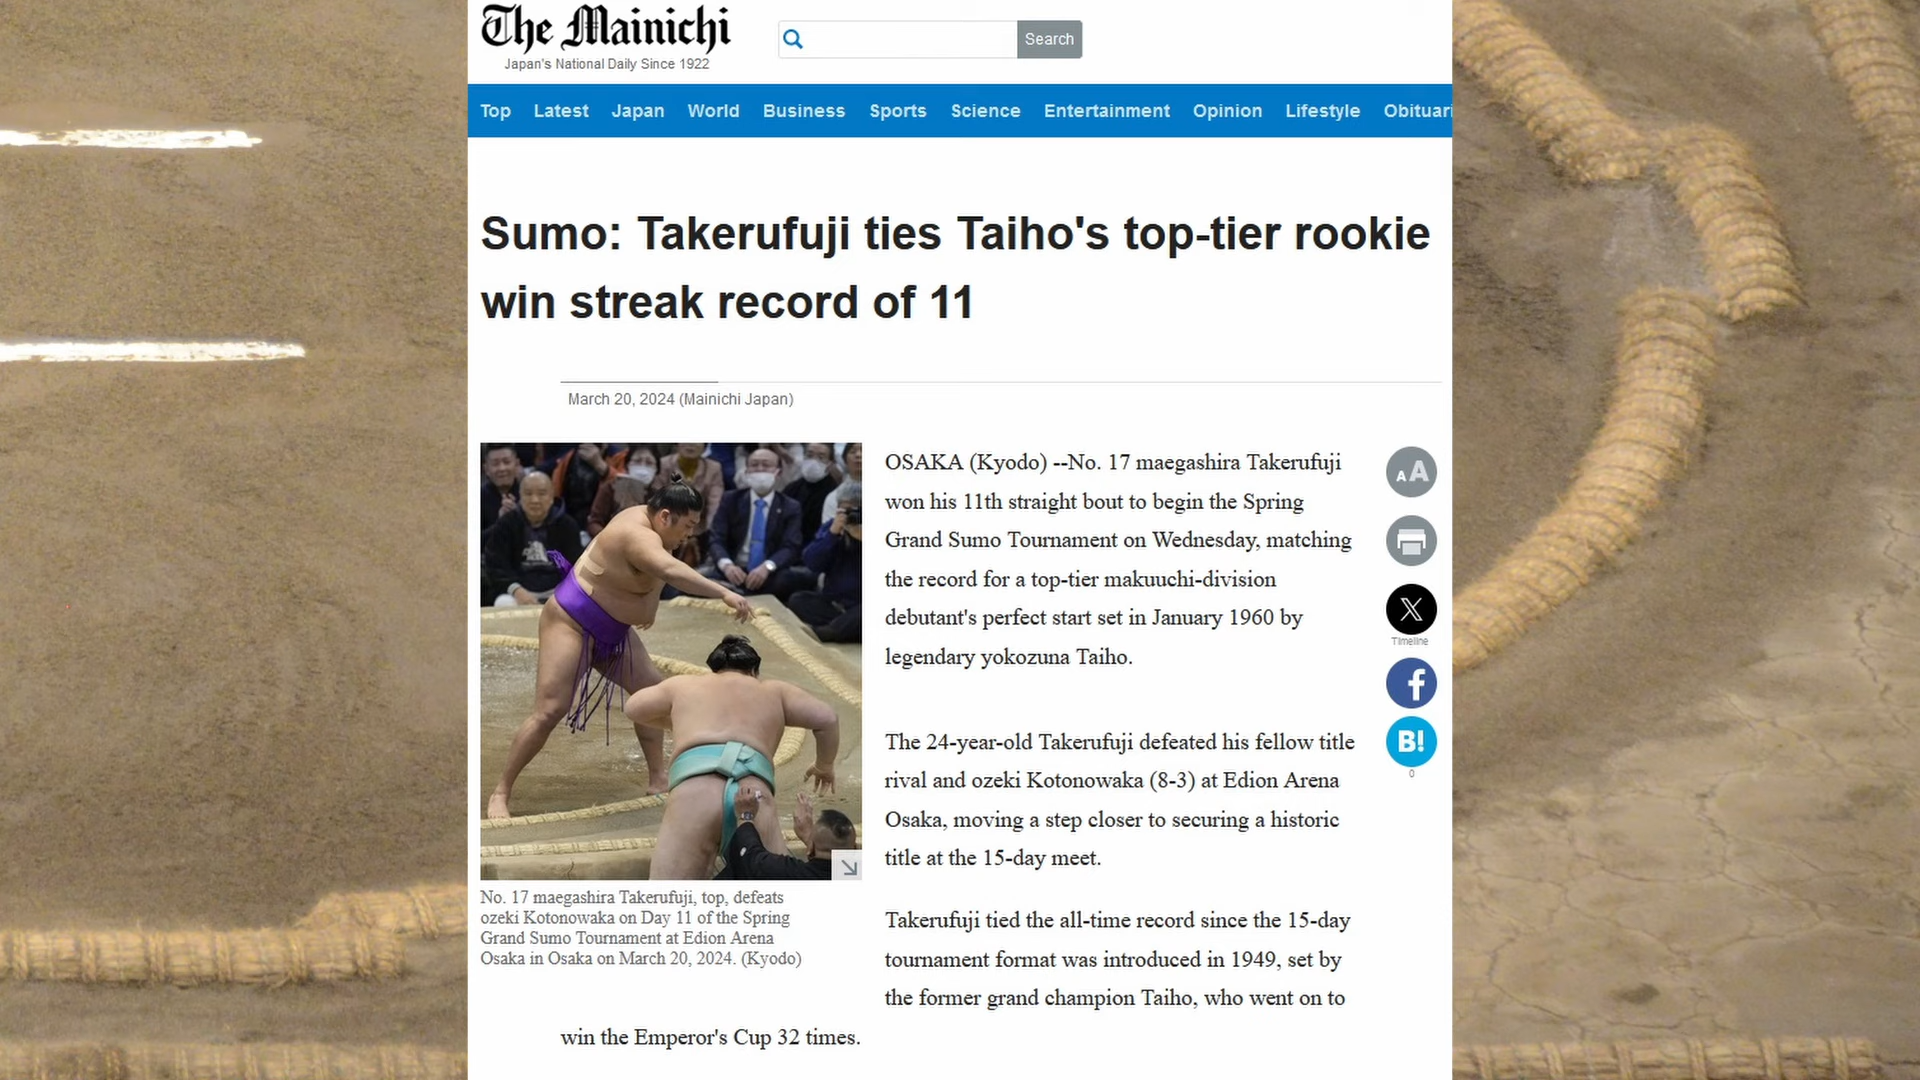 The Mainichi
Japan's National Daily Since 1922
Search
Top Latest Japan World Business Sports Science Entertainment Opinion Lifestyle Obituari
Sumo: Takerufuji ties Taiho's top-tier rookie
win streak record of 11
March 20, 2024 (Mainichi Japan)
No. 17 maegashira Takerufuji, top, defeats
ozeki Kotonowaka on Day 11 of the Spring
Grand Sumo Tournament at Edion Arena
Osaka in Osaka on March 20, 2024. (Kyodo)
OSAKA (Kyodo) --No. 17 maegashira Takerufuji
won his 11th straight bout to begin the Spring
Grand Sumo Tournament on Wednesday, matching
the record for a top-tier makuuchi-division
debutant's perfect start set in January 1960 by
legendary yokozuna Taiho.
The 24-year-old Takerufuji defeated his fellow title
rival and ozeki Kotonowaka (8-3) at Edion Arena
Osaka, moving a step closer to securing a historic
title at the 15-day meet.
Takerufuji tied the all-time record since the 15-day
tournament format was introduced in 1949, set by
the former grand champion Taiho, who went on to
win the Emperor's Cup 32 times.
AA
X
Timeline
f
B!
0